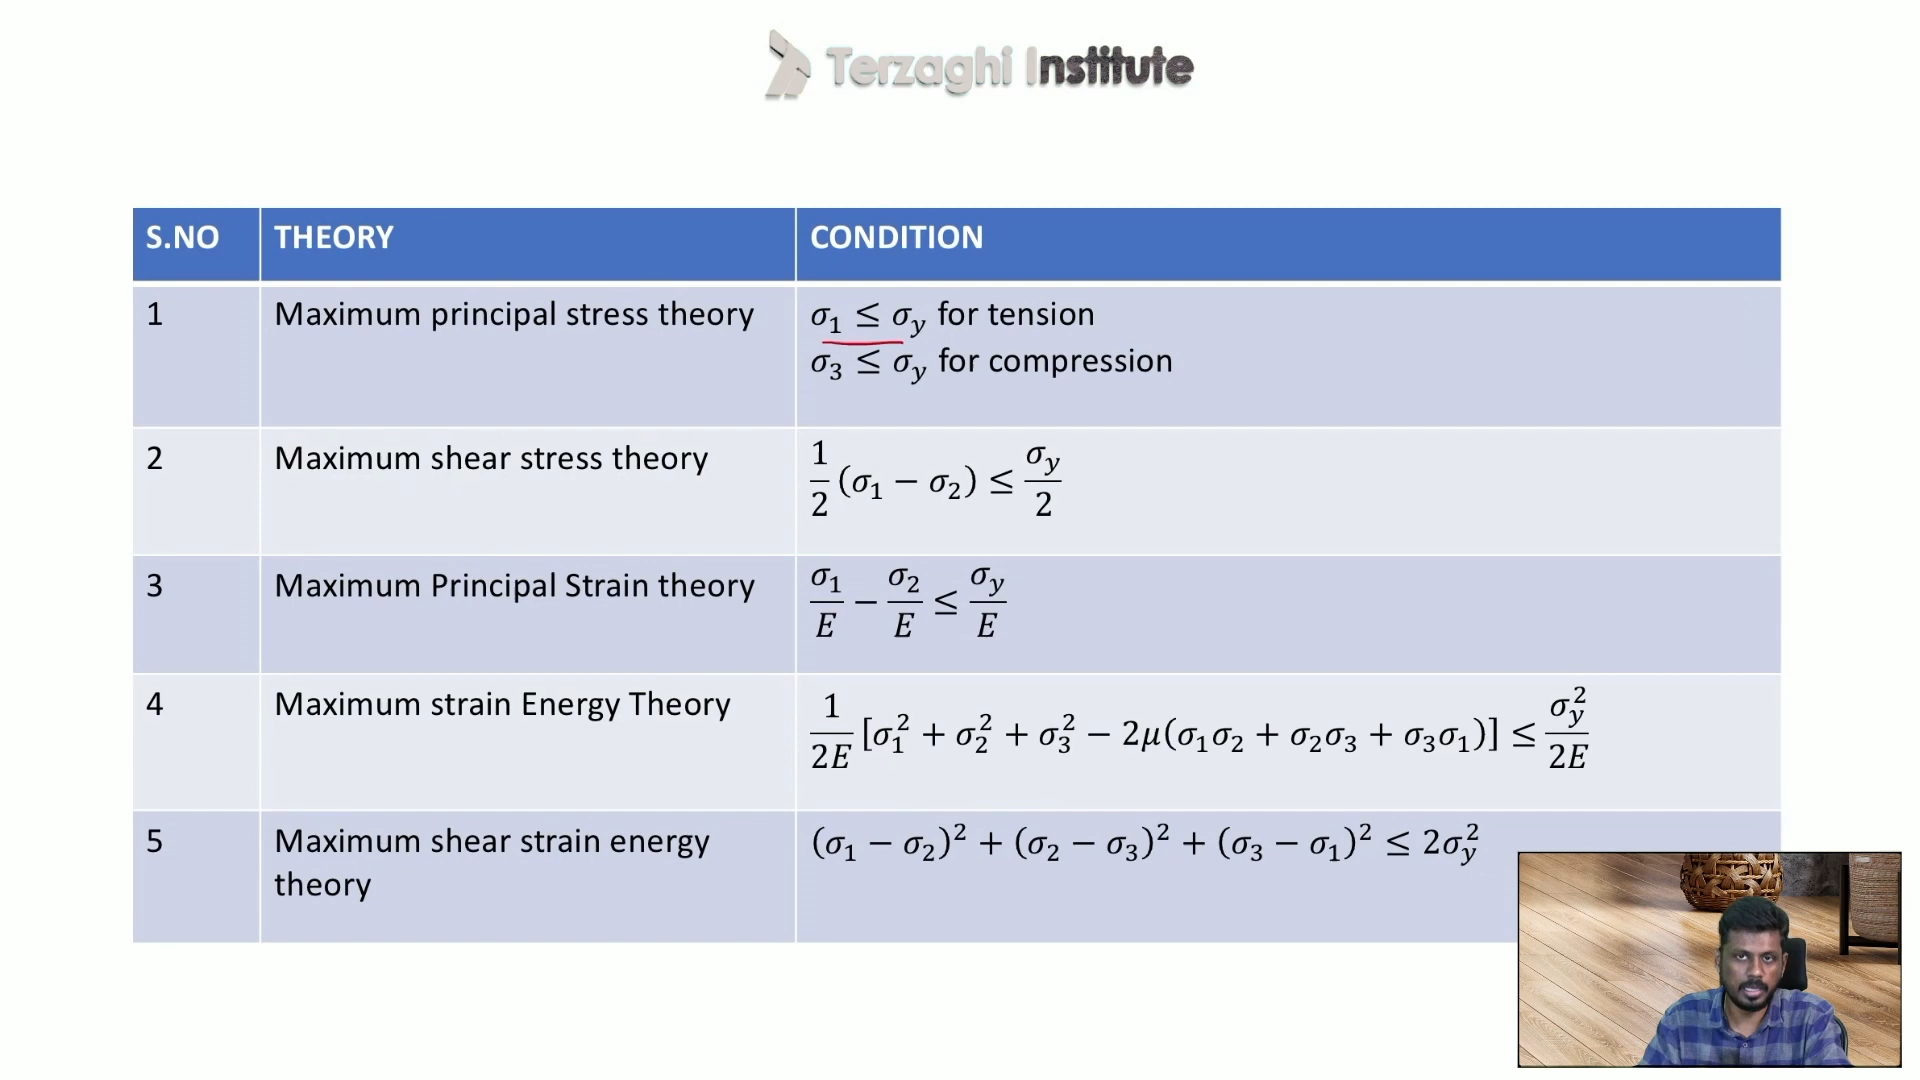 Terzaghi Institute
S.NO THEORY CONDITION
1 Maximum principal stress theory σ₁ ≤ σ_y for tension
σ₃ ≤ σ_y for compression
2 Maximum shear stress theory 1/2 (σ₁ − σ₂) ≤ σ_y/2
3 Maximum Principal Strain theory σ₁/E − σ₂/E ≤ σ_y/E
4 Maximum strain Energy Theory 1/2E [σ₁² + σ₂² + σ₃² − 2μ(σ₁σ₂ + σ₂σ₃ + σ₃σ₁)] ≤ σ_y²/2E
5 Maximum shear strain energy (σ₁ − σ₂)² + (σ₂ − σ₃)² + (σ₃ − σ₁)² ≤ 2σ_y²
theory